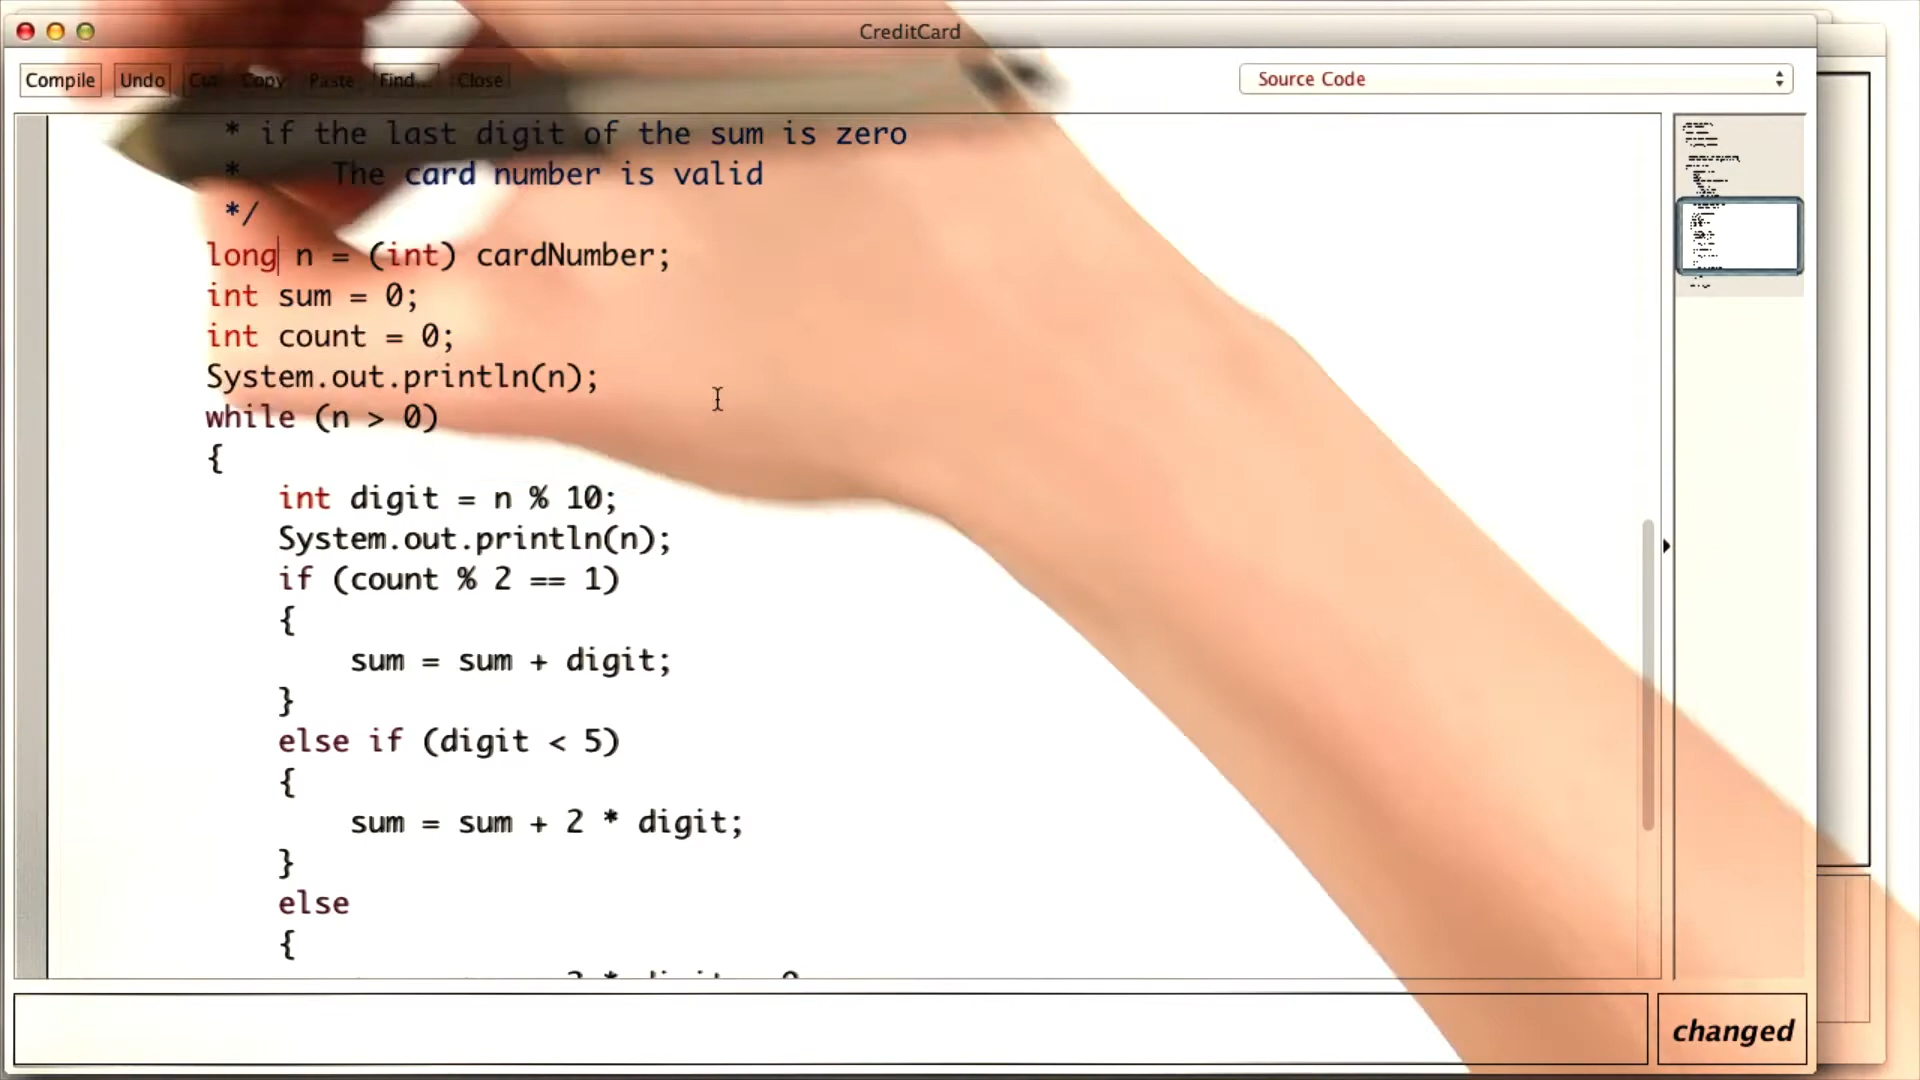 CreditCard
Compile Undo Cut Copy Paste Find... Close Source Code
* if the last digit of the sum is zero
* The card number is valid
*/
long n = (int) cardNumber;
int sum = 0;
int count = 0;
System.out.println(n);
while (n > 0)
{
int digit = n % 10;
System.out.println(n);
if (count % 2 == 1)
{
sum = sum + digit;
}
else if (digit < 5)
{
sum = sum + 2 * digit;
}
else
{
changed